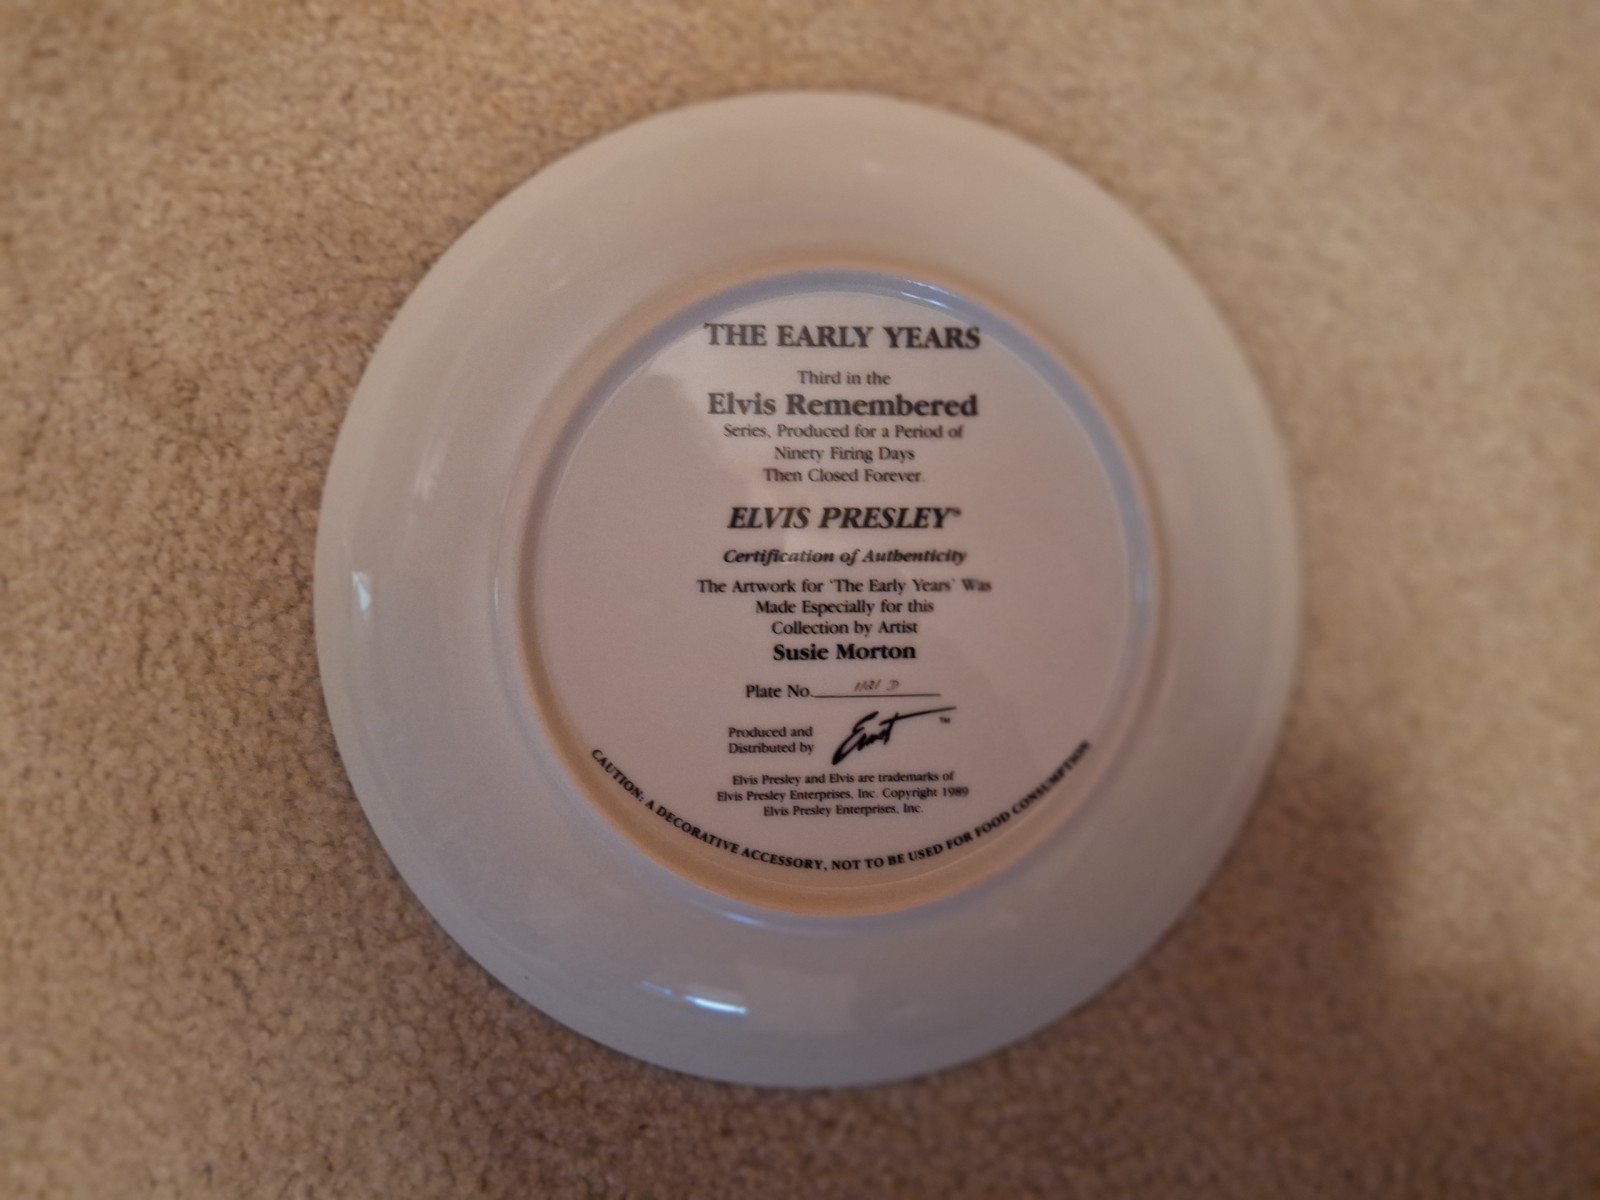 THE EARLY YEARS
Third in the
Elvis Remembered
Series, Produced for a Period of
Ninety Firing Days
Then Closed Forever.
ELVIS PRESLEY™
Certification of Authenticity
The Artwork for 'The Early Years' Was
Made Especially for this
Collection by Artist
Susie Morton
Plate No.
Produced and
Distributed by
Ernst™
Elvis Presley and Elvis are trademarks of
Elvis Presley Enterprises, Inc. Copyright 1989
Elvis Presley Enterprises, Inc.
CAUTION: A DECORATIVE ACCESSORY, NOT TO BE USED FOR FOOD CONSUMPTION